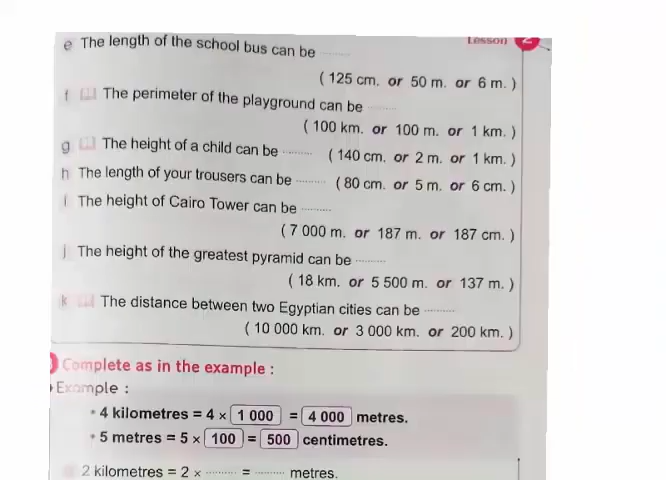 Lesson 2
e The length of the school bus can be ........
( 125 cm. or 50 m. or 6 m. )
f The perimeter of the playground can be ........
( 100 km. or 100 m. or 1 km. )
g The height of a child can be ........ ( 140 cm. or 2 m. or 1 km. )
h The length of your trousers can be ........ ( 80 cm. or 5 m. or 6 cm. )
i The height of Cairo Tower can be ........
( 7 000 m. or 187 m. or 187 cm. )
j The height of the greatest pyramid can be ........
( 18 km. or 5 500 m. or 137 m. )
k The distance between two Egyptian cities can be ........
( 10 000 km. or 3 000 km. or 200 km. )
Complete as in the example :
Example :
• 4 kilometres = 4 × 1 000 = 4 000 metres.
• 5 metres = 5 × 100 = 500 centimetres.
2 kilometres = 2 × ........ = ........ metres.